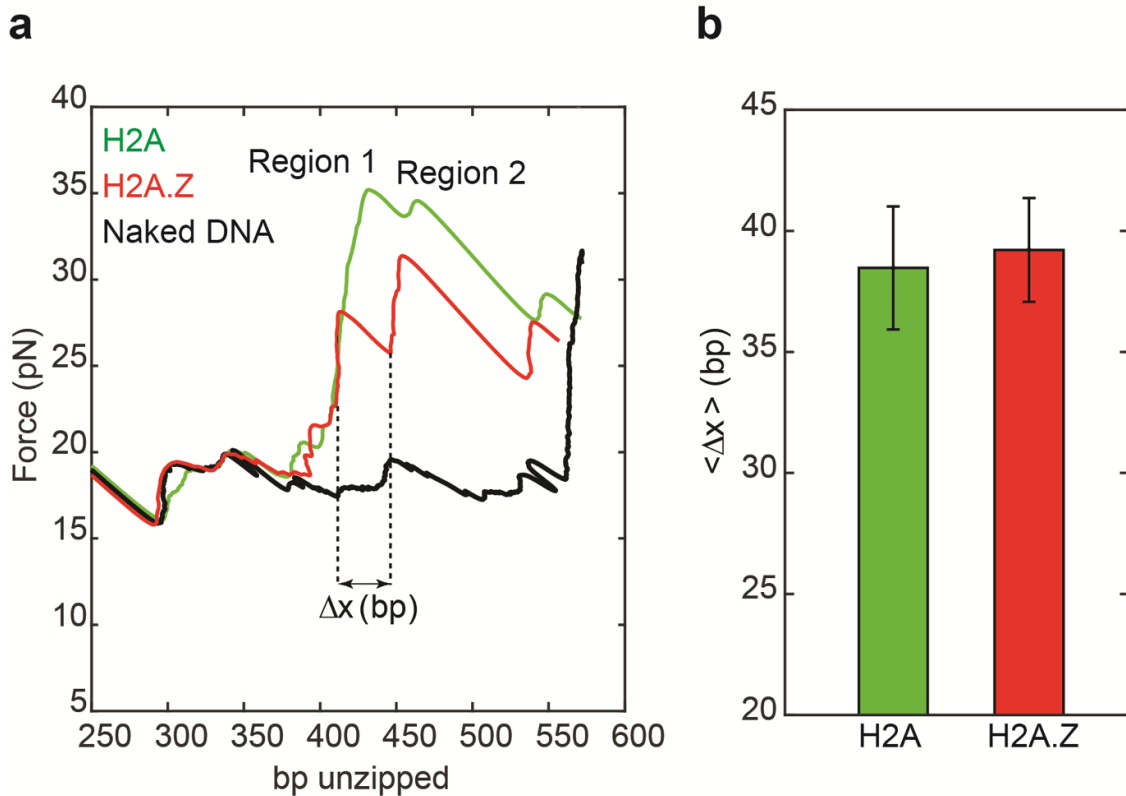 a
40
35
30
25
20
15
10
5
Force (pN)
H2A
H2A.Z
Naked DNA
Region 1
Region 2
Δx (bp)
250 300 350 400 450 500 550 600
bp unzipped
b
45
40
35
30
25
20
<Δx> (bp)
H2A H2A.Z